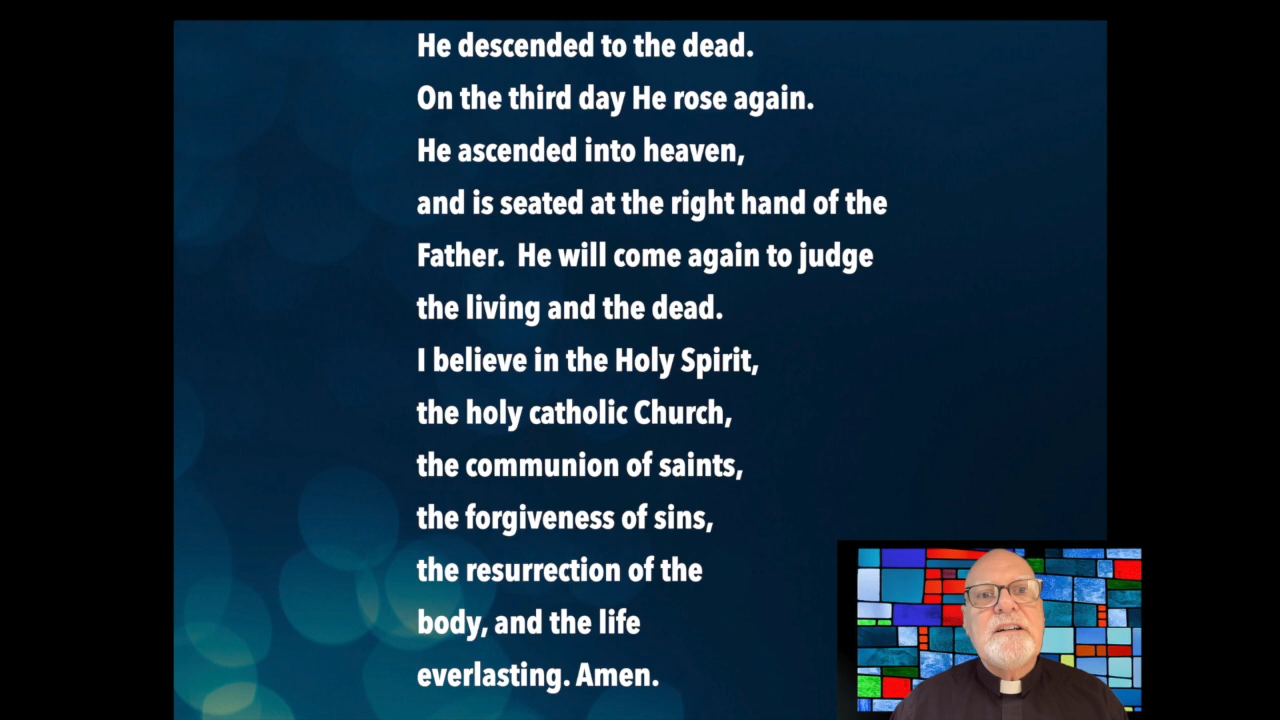 He descended to the dead.
On the third day He rose again.
He ascended into heaven,
and is seated at the right hand of the
Father.  He will come again to judge
the living and the dead.
I believe in the Holy Spirit,
the holy catholic Church,
the communion of saints,
the forgiveness of sins,
the resurrection of the
body, and the life
everlasting. Amen.